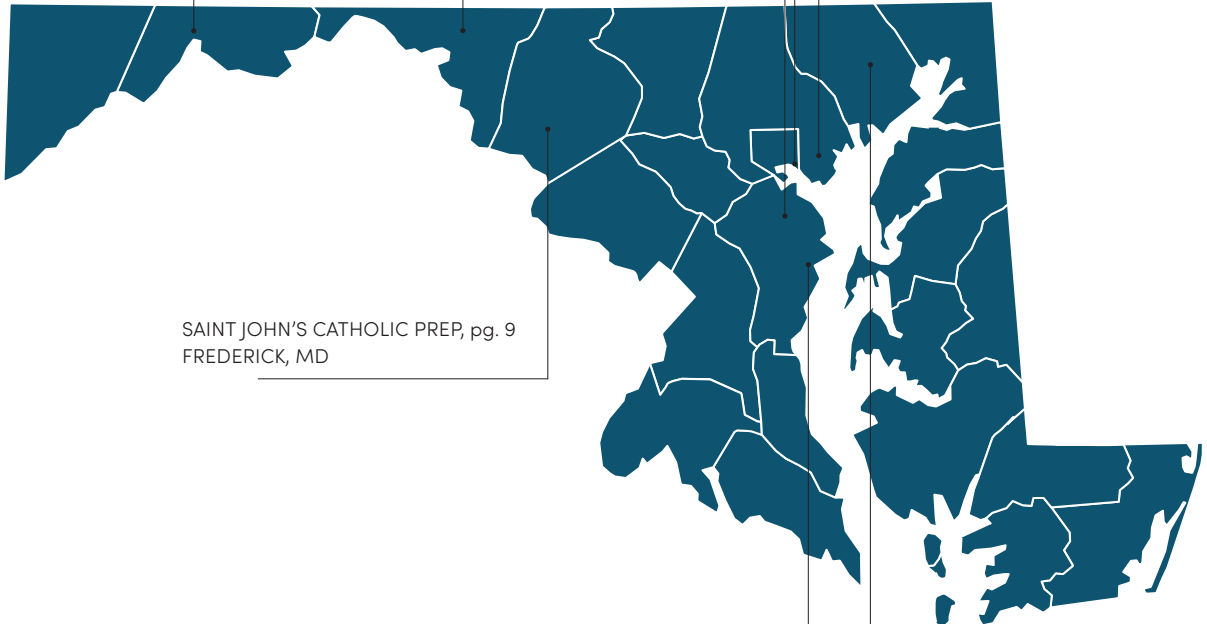 SAINT JOHN’S CATHOLIC PREP, pg. 9
FREDERICK, MD